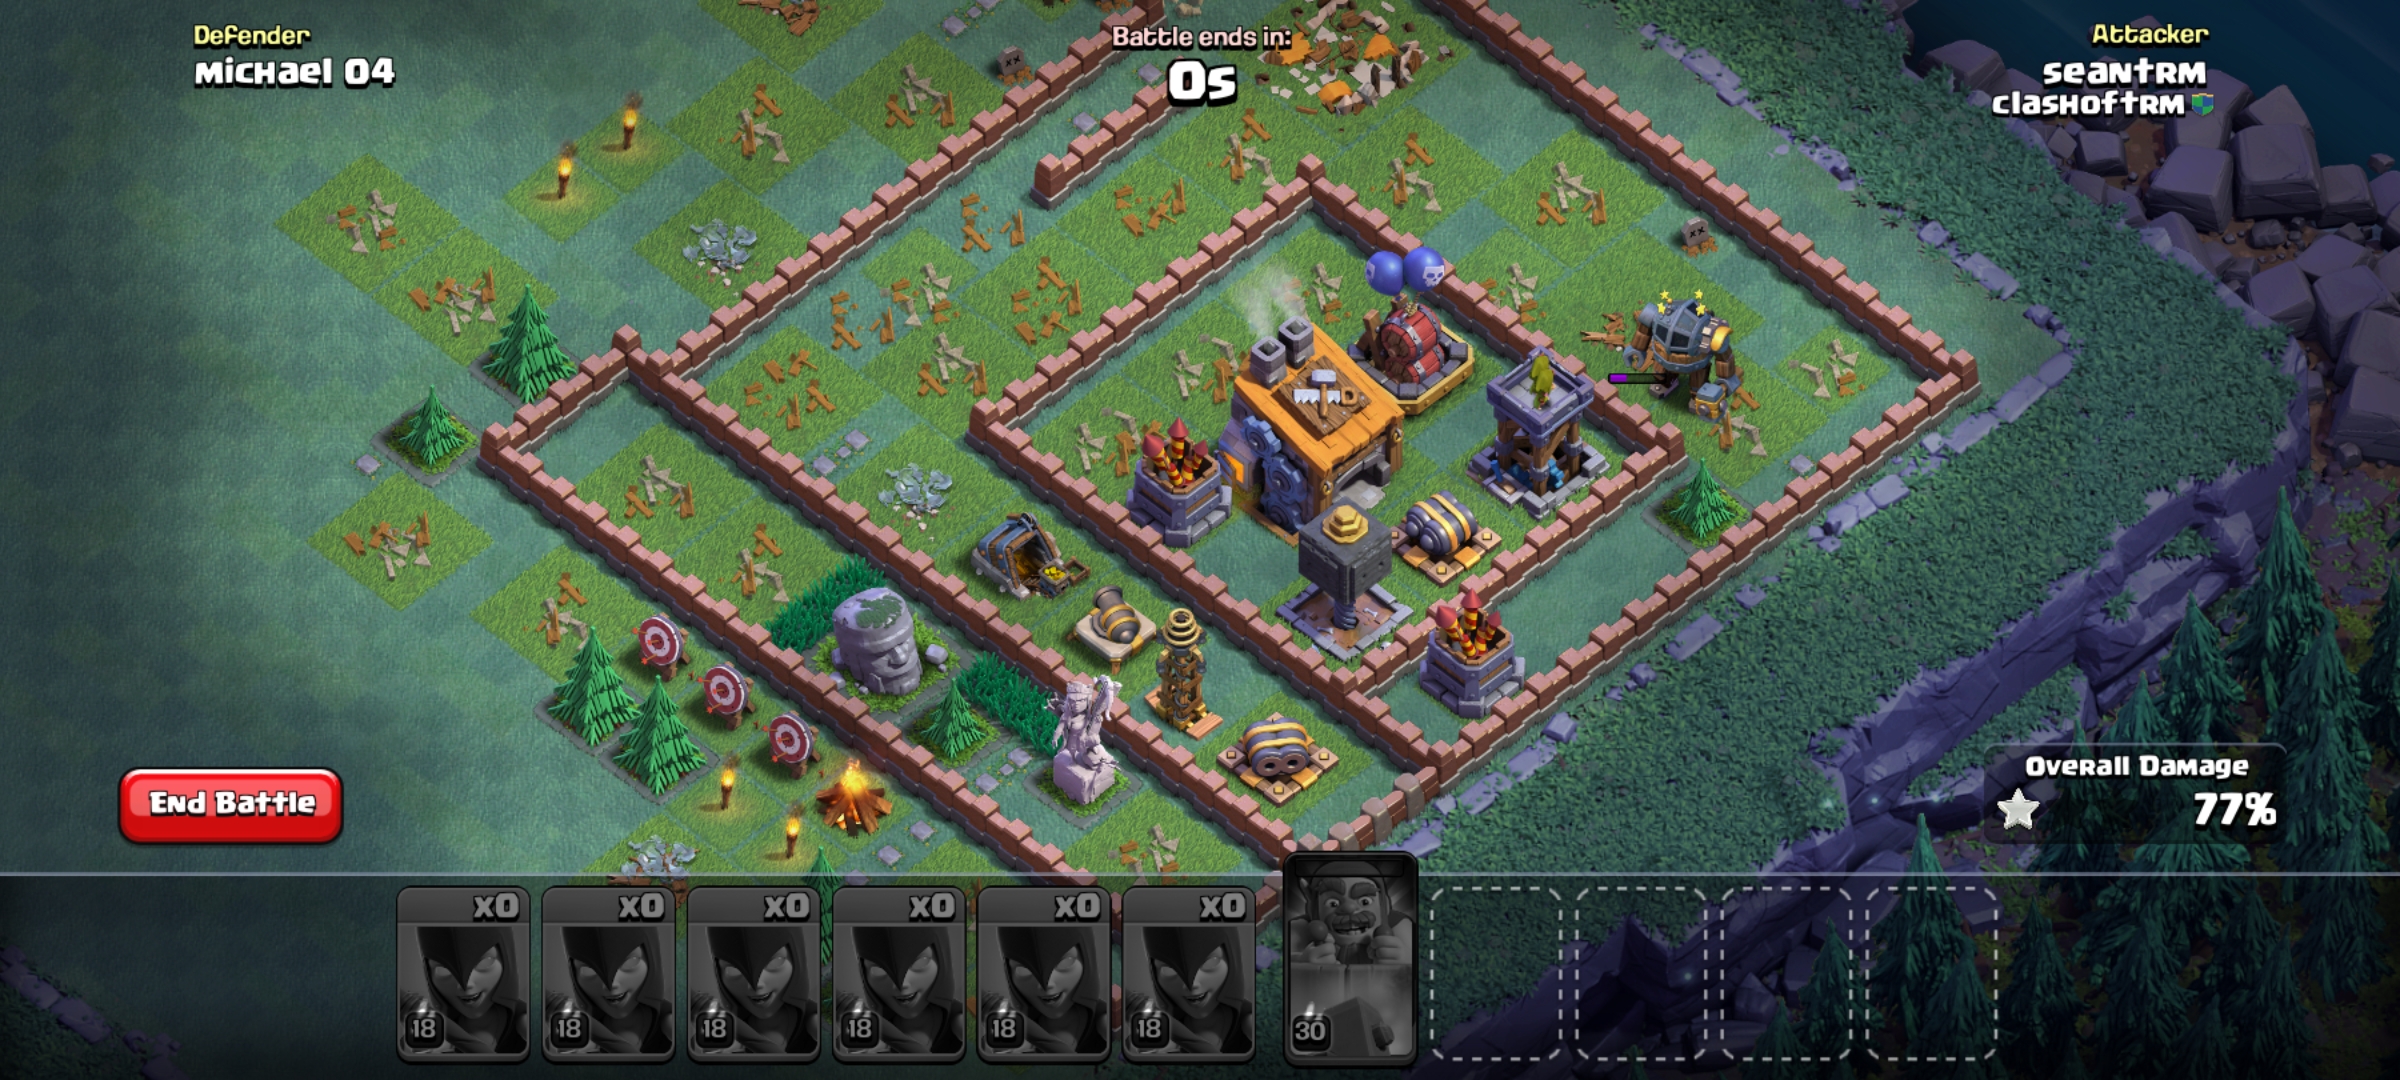 Defender
Michael 04
Battle ends in:
0s
Attacker
seantRM
clashoftRM
End Battle
Overall Damage
77%
x0
x0
x0
x0
x0
x0
18
18
18
18
18
18
30